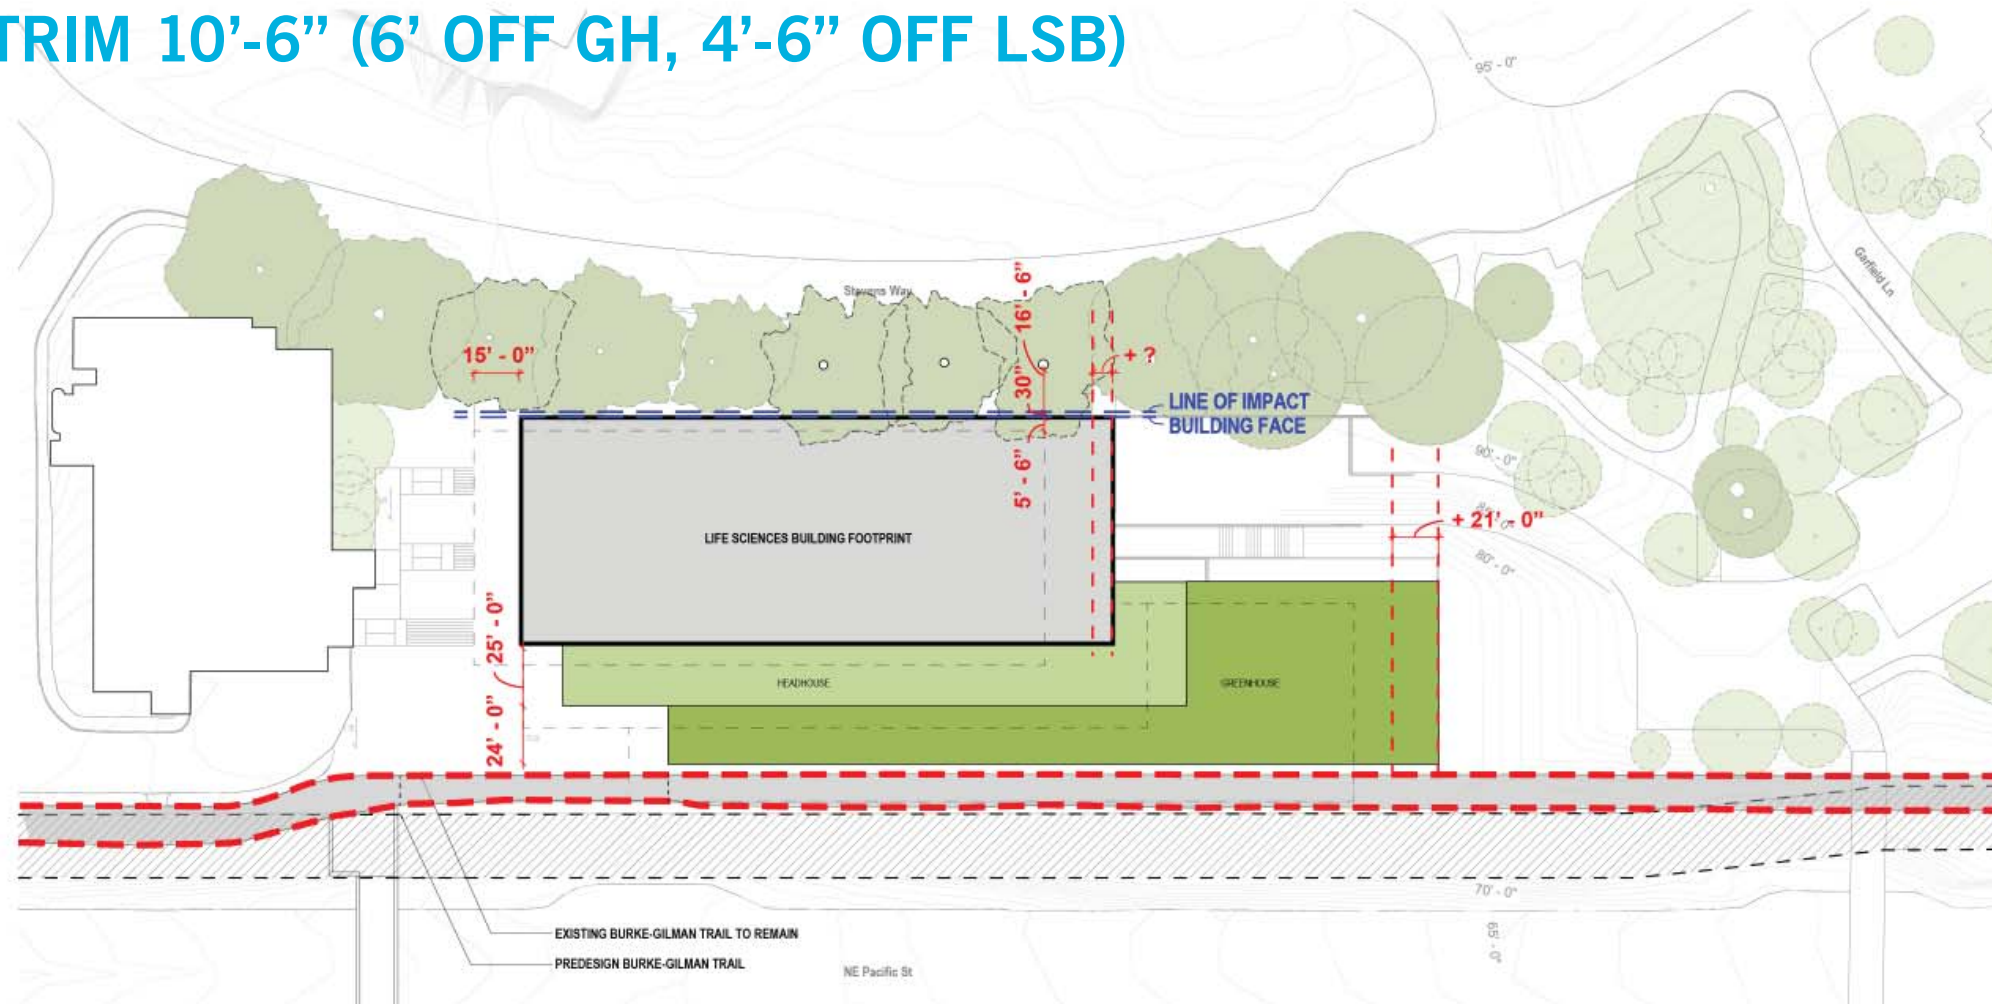 TRIM 10’-6” (6’ OFF GH, 4’-6” OFF LSB)
95' - 0"
Garfield Ln
Stevens Way
16' - 6"
15' - 0”
+ ?
30”
LINE OF IMPACT
BUILDING FACE
5' - 6”
90' - 0"
+ 21' - 0”
80' - 0"
LIFE SCIENCES BUILDING FOOTPRINT
25' - 0”
HEADHOUSE
GREENHOUSE
24' - 0”
70' - 0"
65' - 0"
EXISTING BURKE-GILMAN TRAIL TO REMAIN
PREDESIGN BURKE-GILMAN TRAIL
NE Pacific St